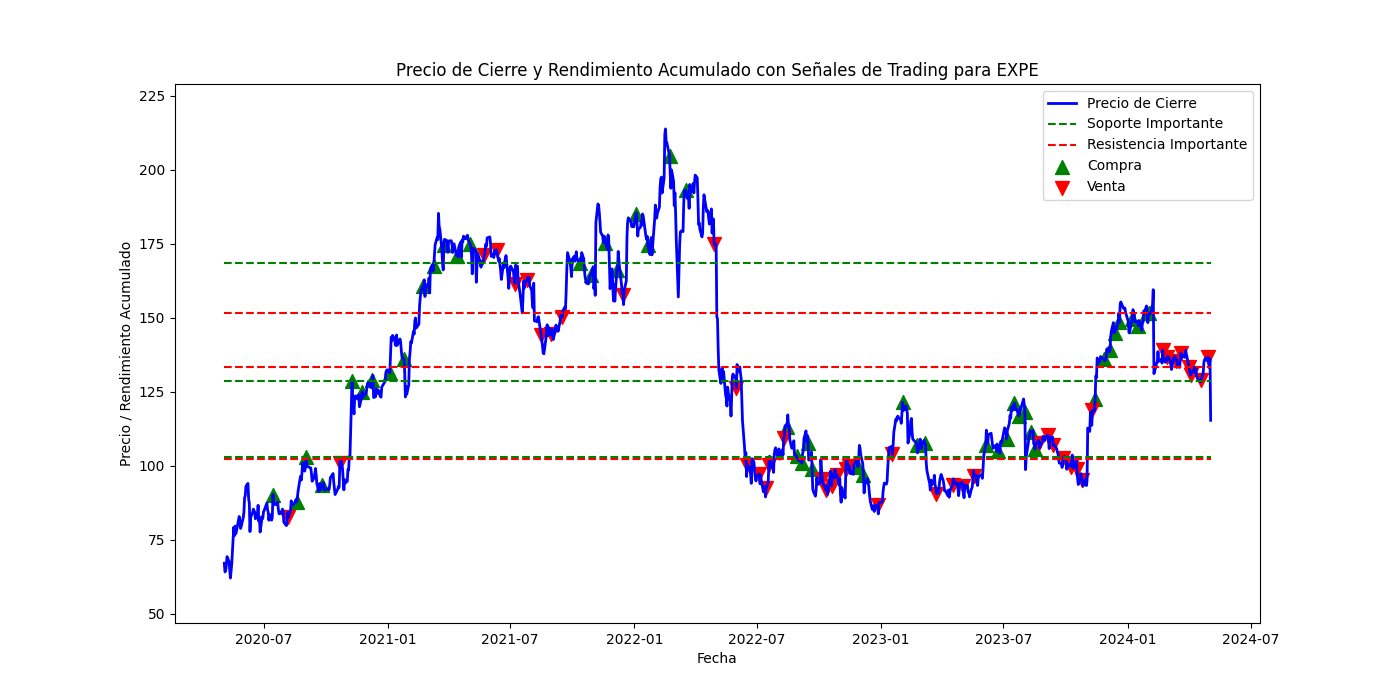 Precio de Cierre y Rendimiento Acumulado con Señales de Trading para EXPE
Precio de Cierre
Soporte Importante
Resistencia Importante
Compra
Venta
Precio / Rendimiento Acumulado
225
200
175
150
125
100
75
50
2020-07
2021-01
2021-07
2022-01
2022-07
2023-01
2023-07
2024-01
2024-07
Fecha